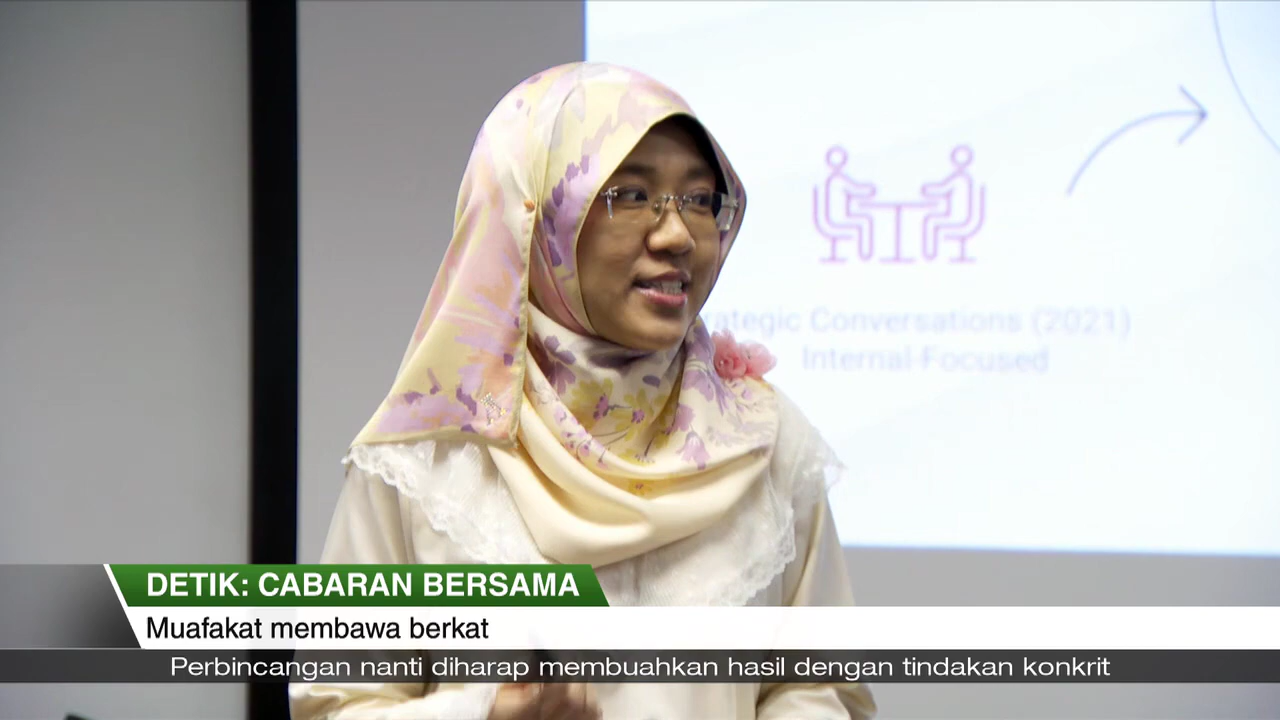 Strategic Conversations (2021)
Internal Focused
DETIK: CABARAN BERSAMA
Muafakat membawa berkat
Perbincangan nanti diharap membuahkan hasil dengan tindakan konkrit